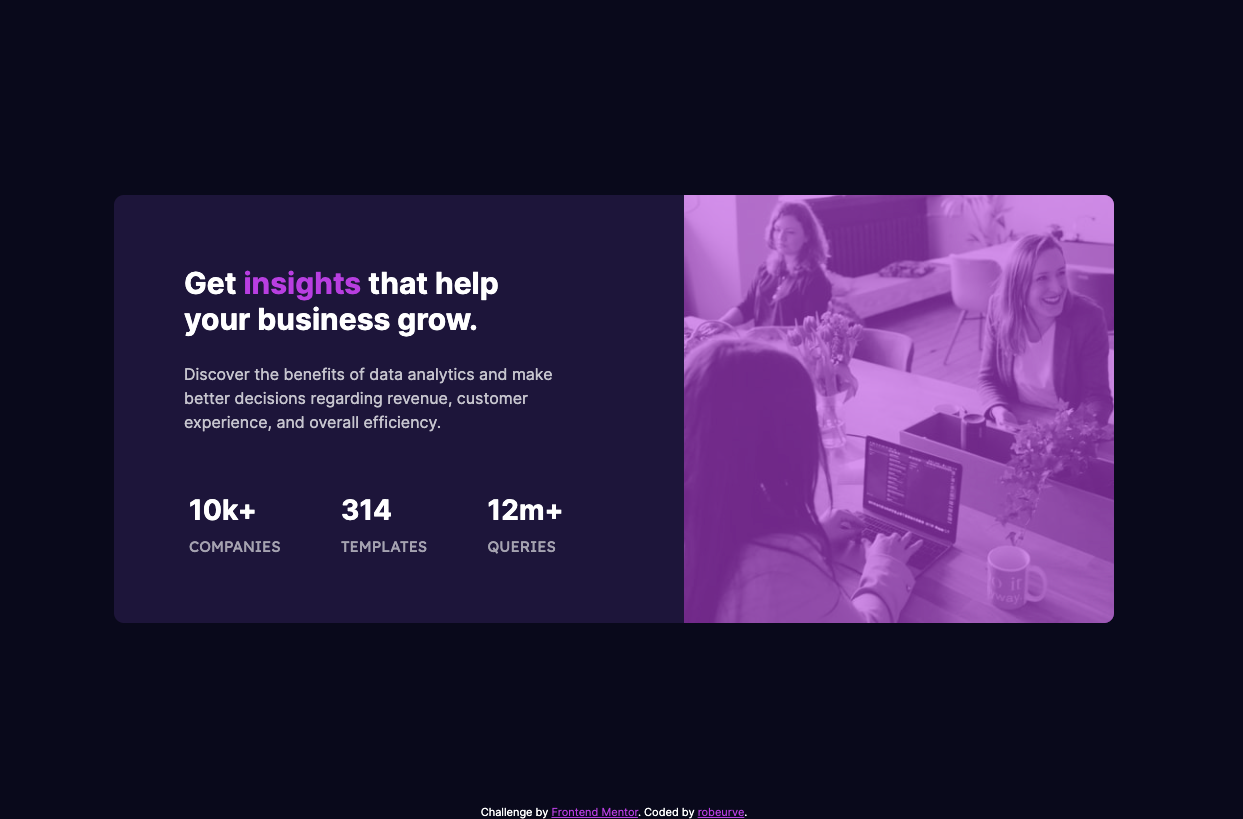 Get insights that help
your business grow.
Discover the benefits of data analytics and make
better decisions regarding revenue, customer
experience, and overall efficiency.
10k+
COMPANIES
314
TEMPLATES
12m+
QUERIES
Challenge by Frontend Mentor. Coded by robeurve.